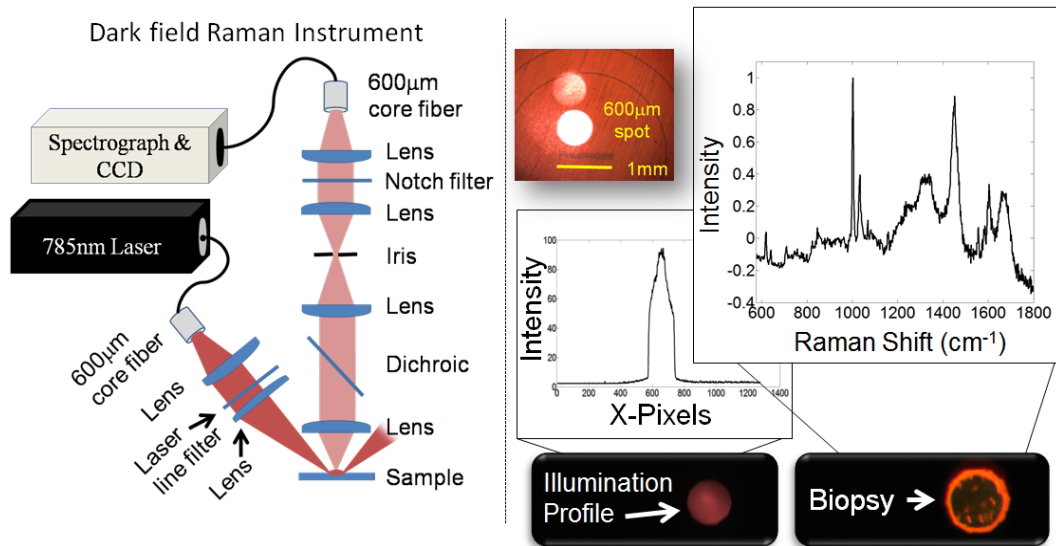 Dark field Raman Instrument
600μm
core fiber
Spectrograph &
CCD
785nm Laser
Lens
Notch filter
Lens
Iris
Lens
Dichroic
Lens
Sample
600μm
core fiber
Lens
Laser
line filter
Lens
600μm
spot
1mm
Intensity
100
80
60
40
20
0
0
200
400
600
800
1000
1200
1400
X-Pixels
Intensity
1
0.8
0.6
0.4
0.2
0
-0.2
-0.4
600
800
1000
1200
1400
1600
1800
Raman Shift (cm⁻¹)
Illumination
Profile
Biopsy